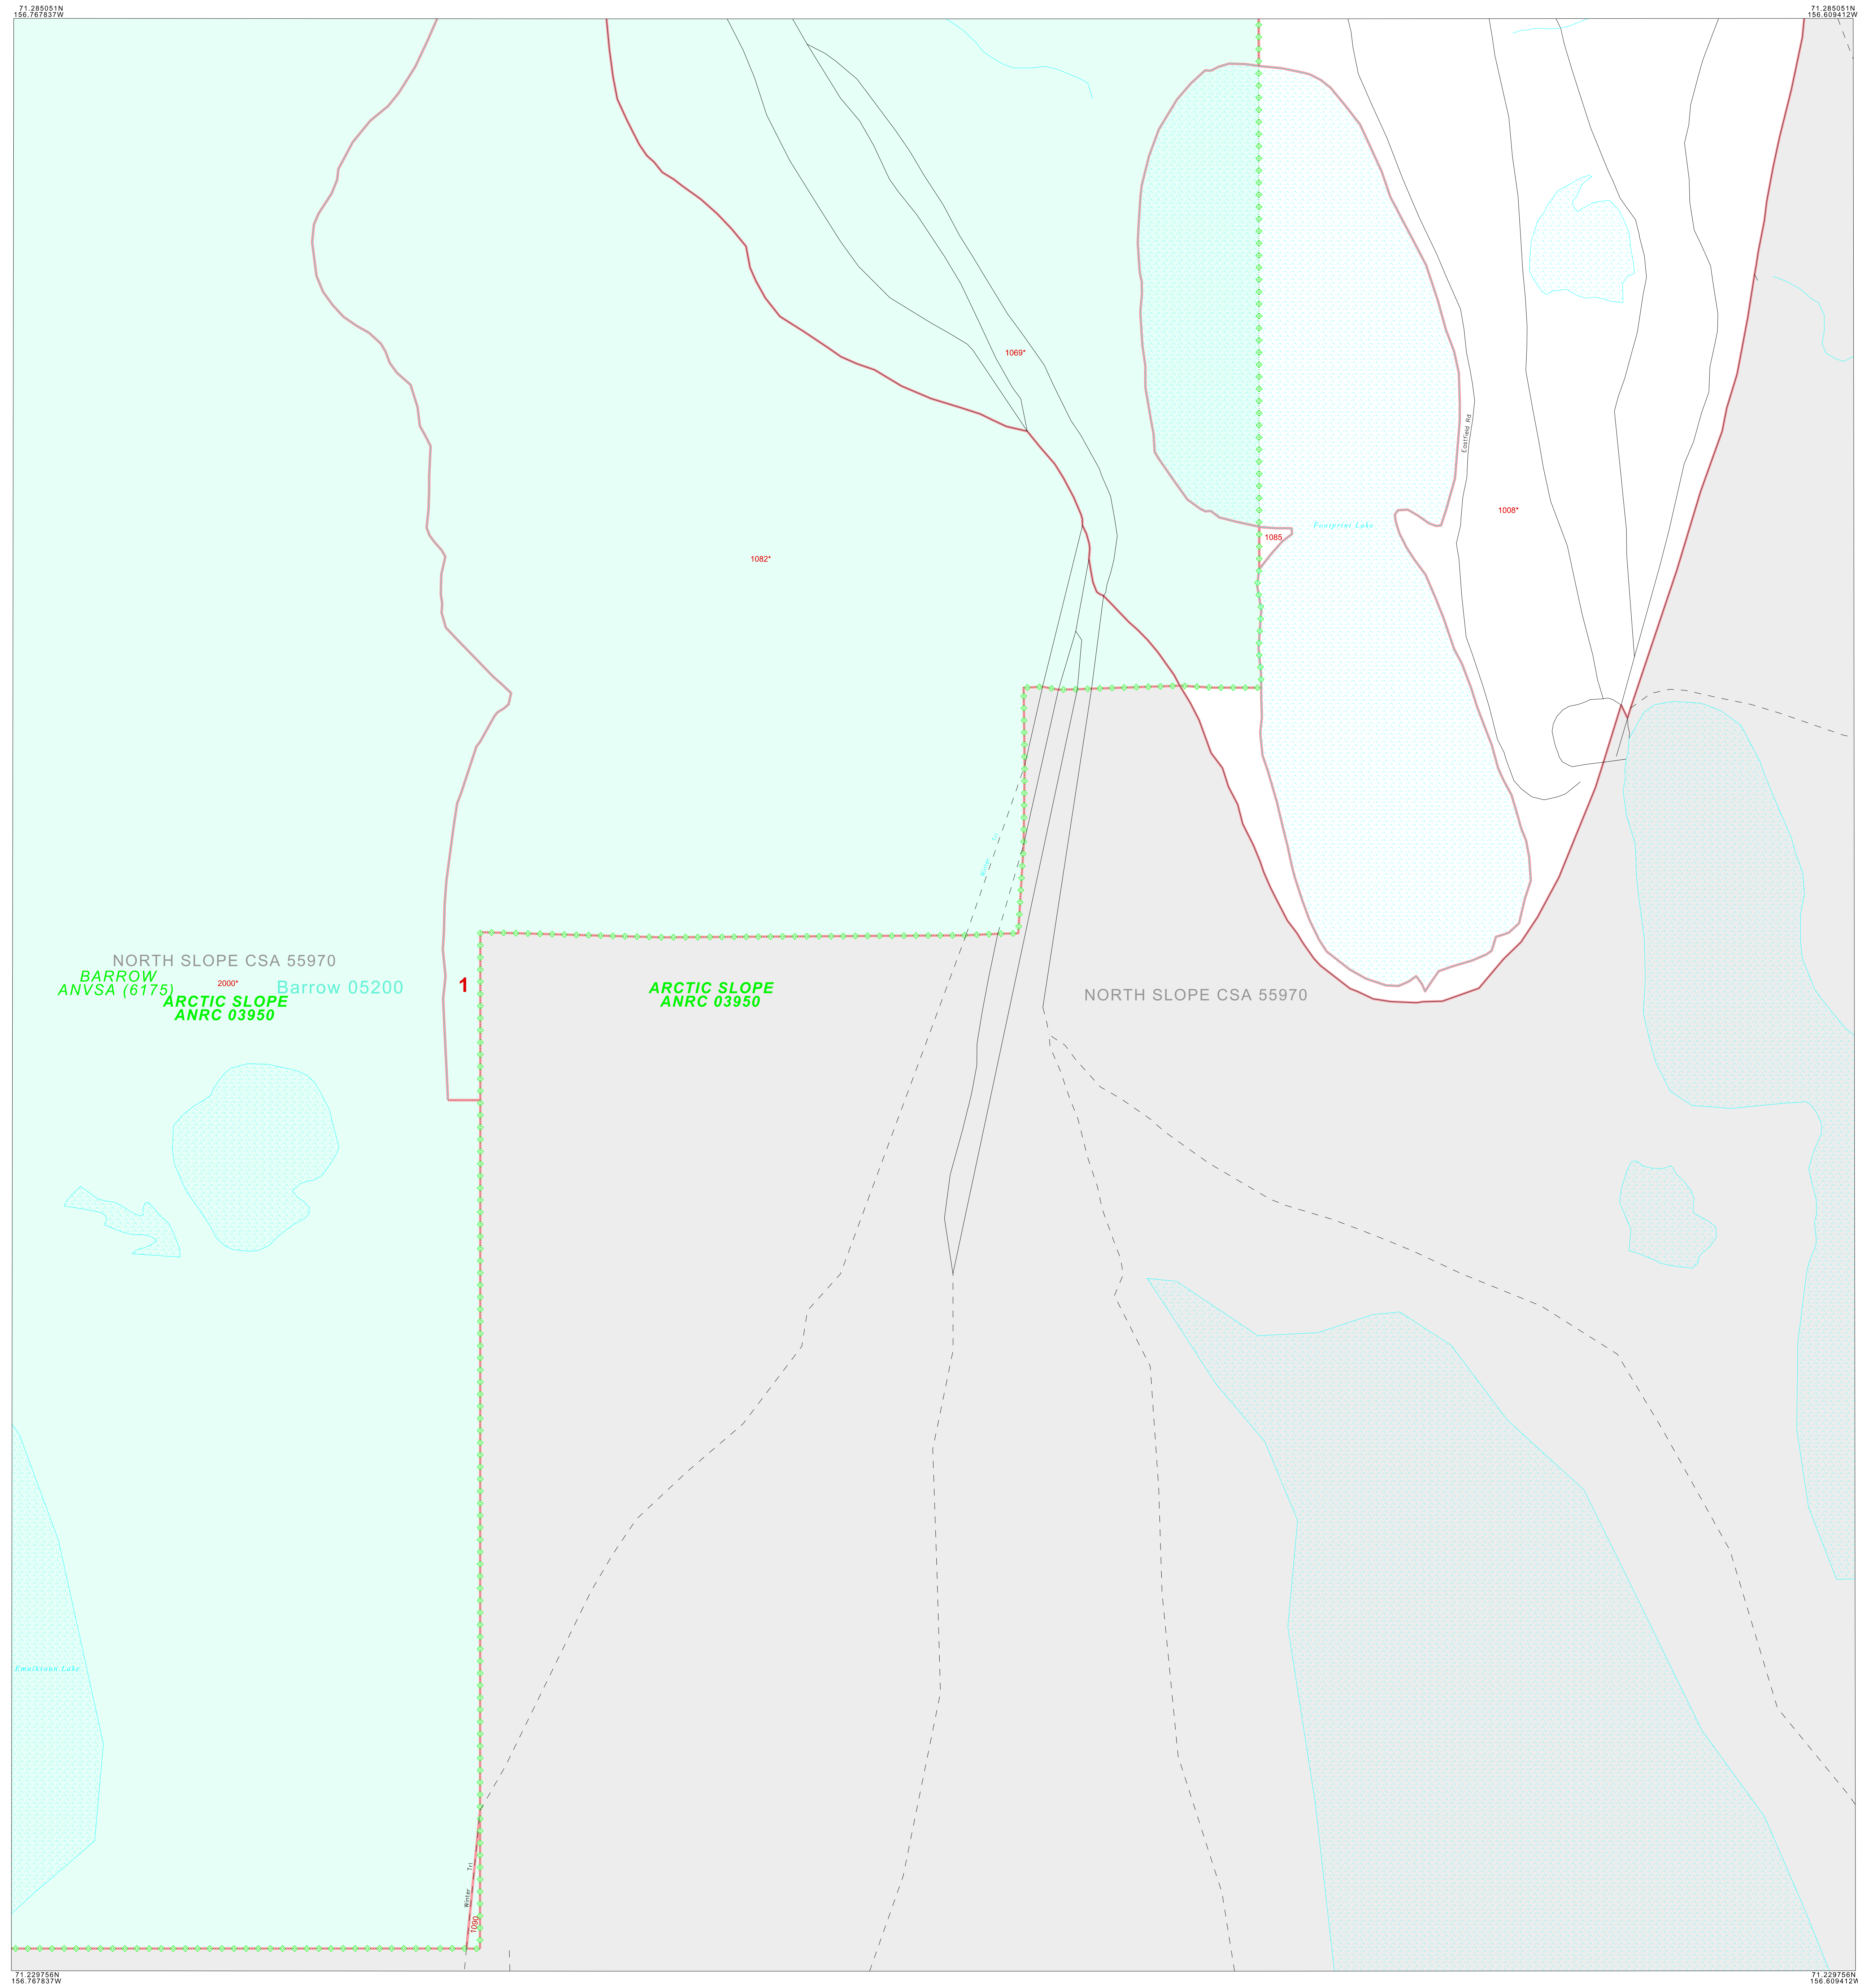 71.285051N
156.767837W
71.285051N
156.609412W
1069*
Eastfield Rd
1008*
Footprint Lake
1085
1082*
NORTH SLOPE CSA 55970
BARROW
ANVSA (6175)
2000*
Barrow 05200
ARCTIC SLOPE
ANRC 03950
1
ARCTIC SLOPE
ANRC 03950
NORTH SLOPE CSA 55970
Emaiksoun Lake
Winter Trl
1090
71.229756N
156.767837W
71.229756N
156.609412W